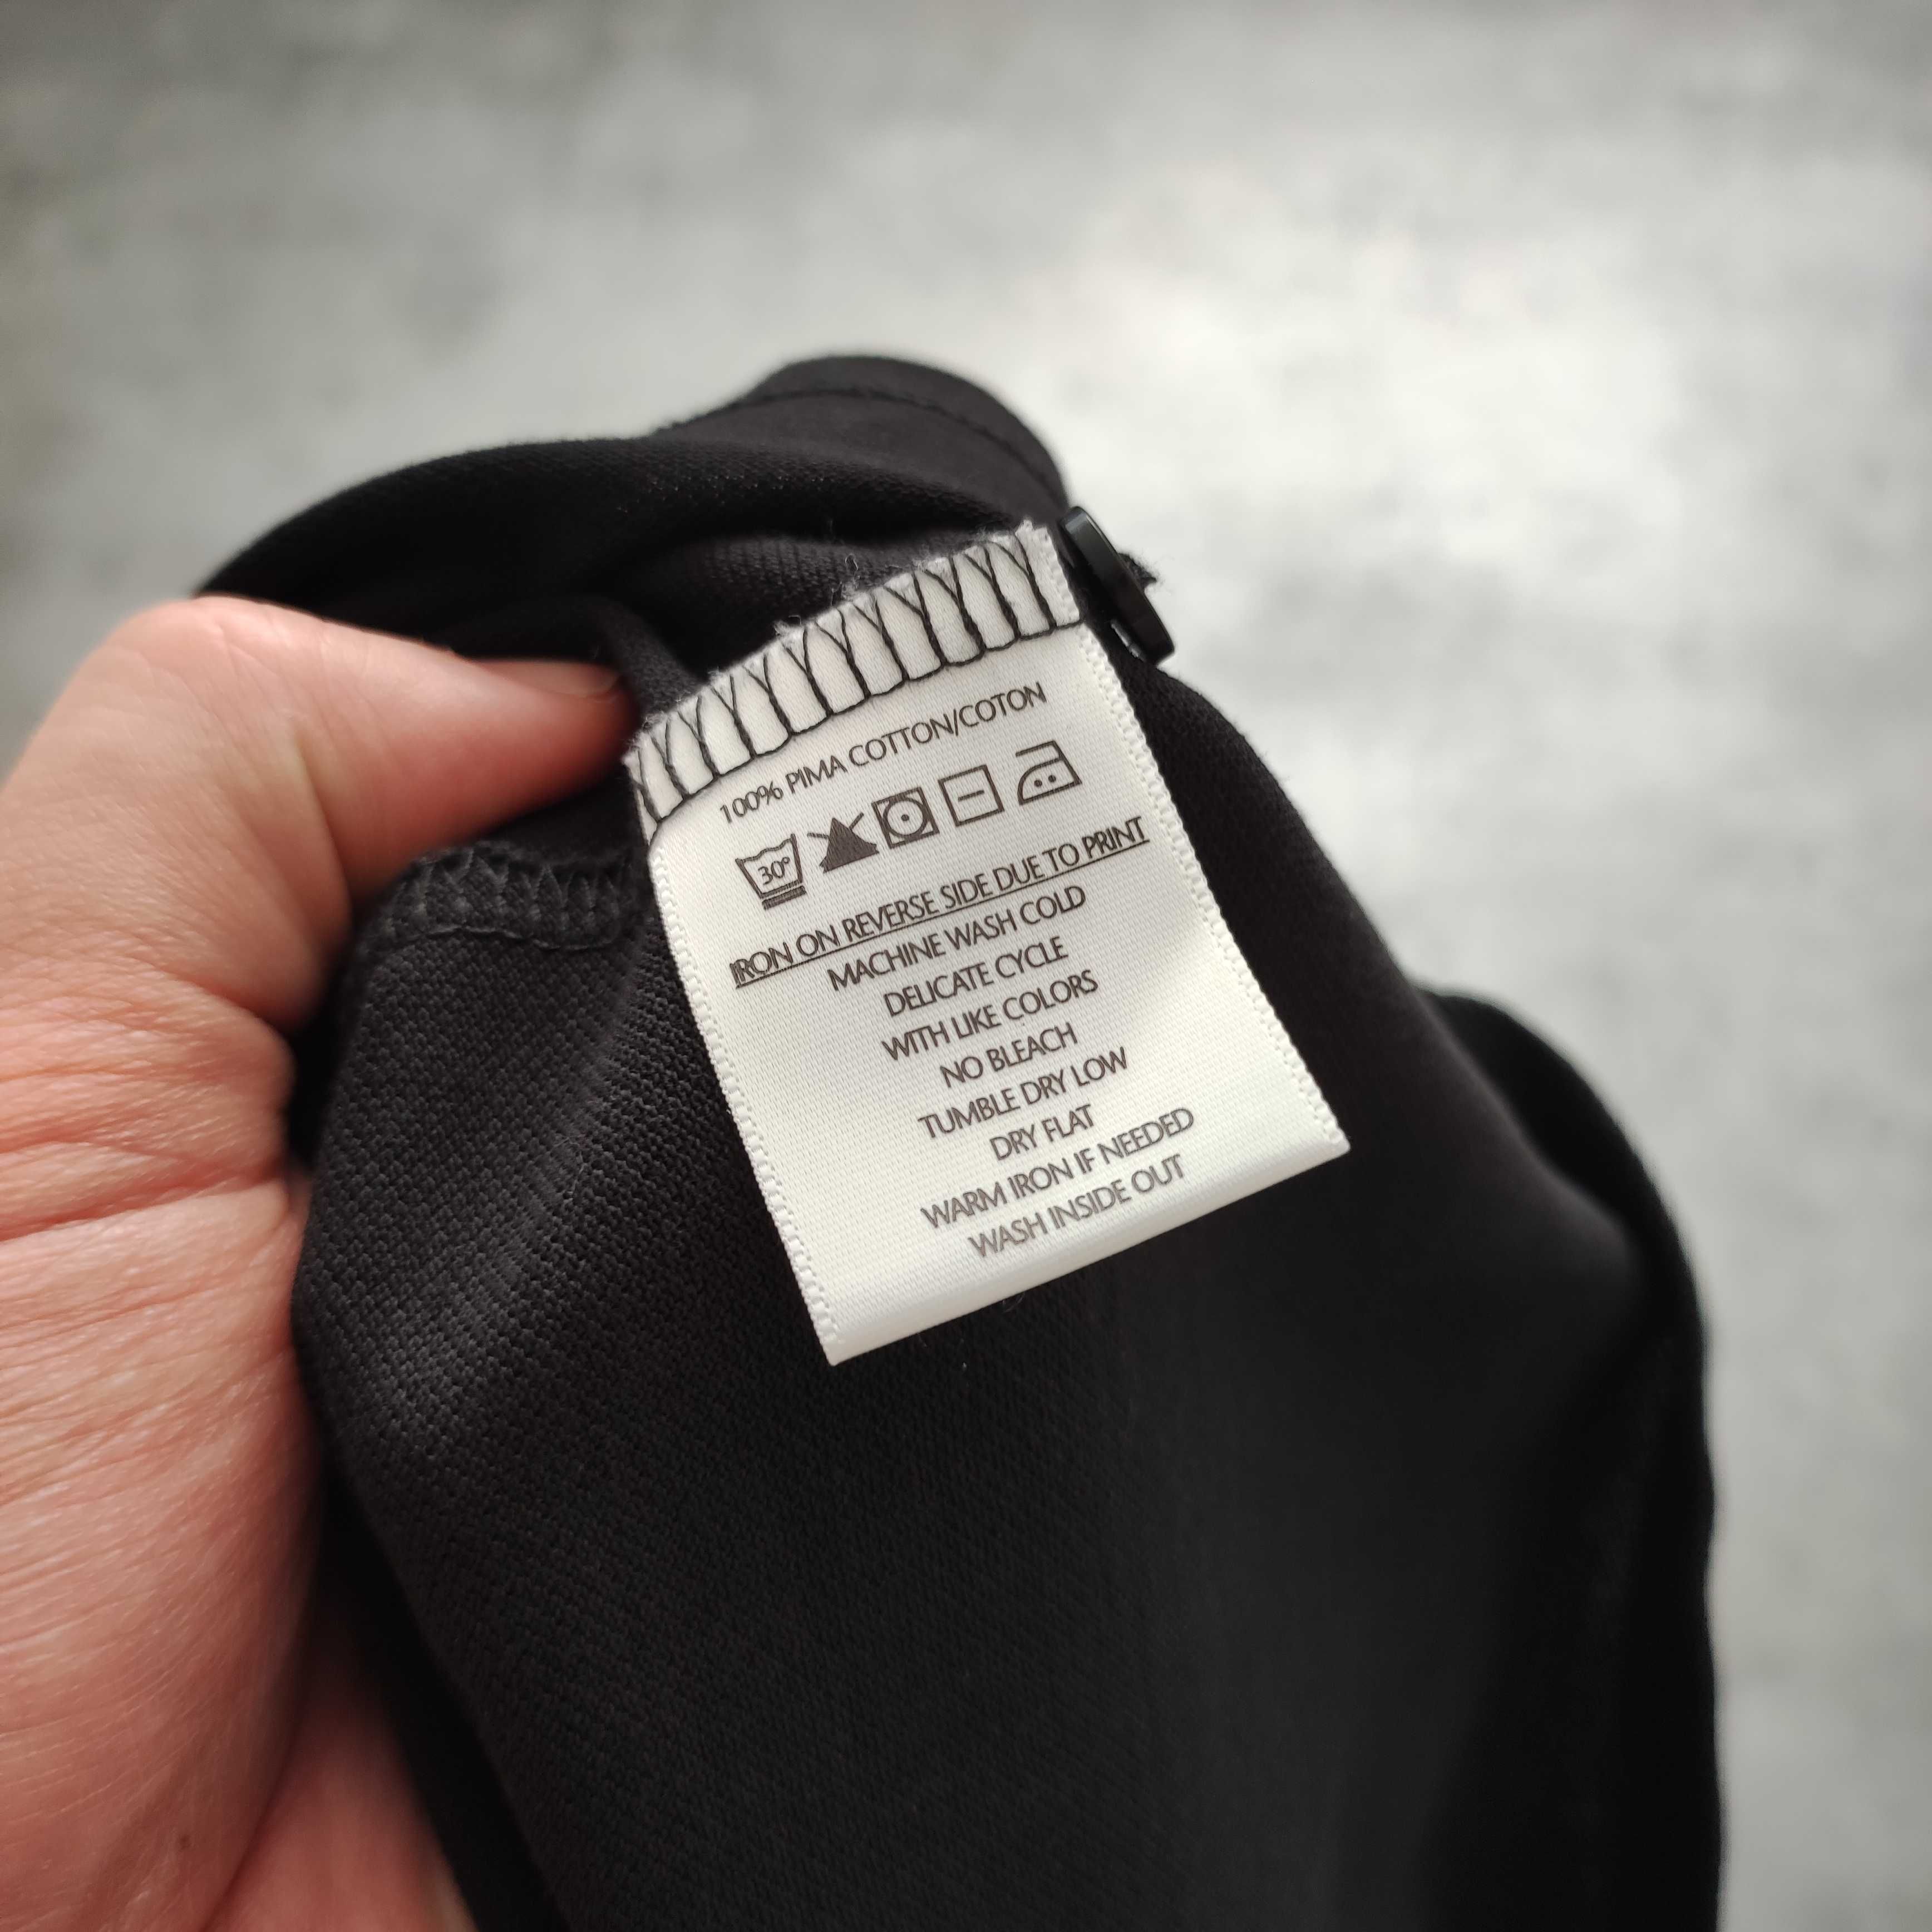 100% PIMA COTTON/COTON
30°
IRON ON REVERSE SIDE DUE TO PRINT
MACHINE WASH COLD
DELICATE CYCLE
WITH LIKE COLORS
NO BLEACH
TUMBLE DRY LOW
DRY FLAT
WARM IRON IF NEEDED
WASH INSIDE OUT